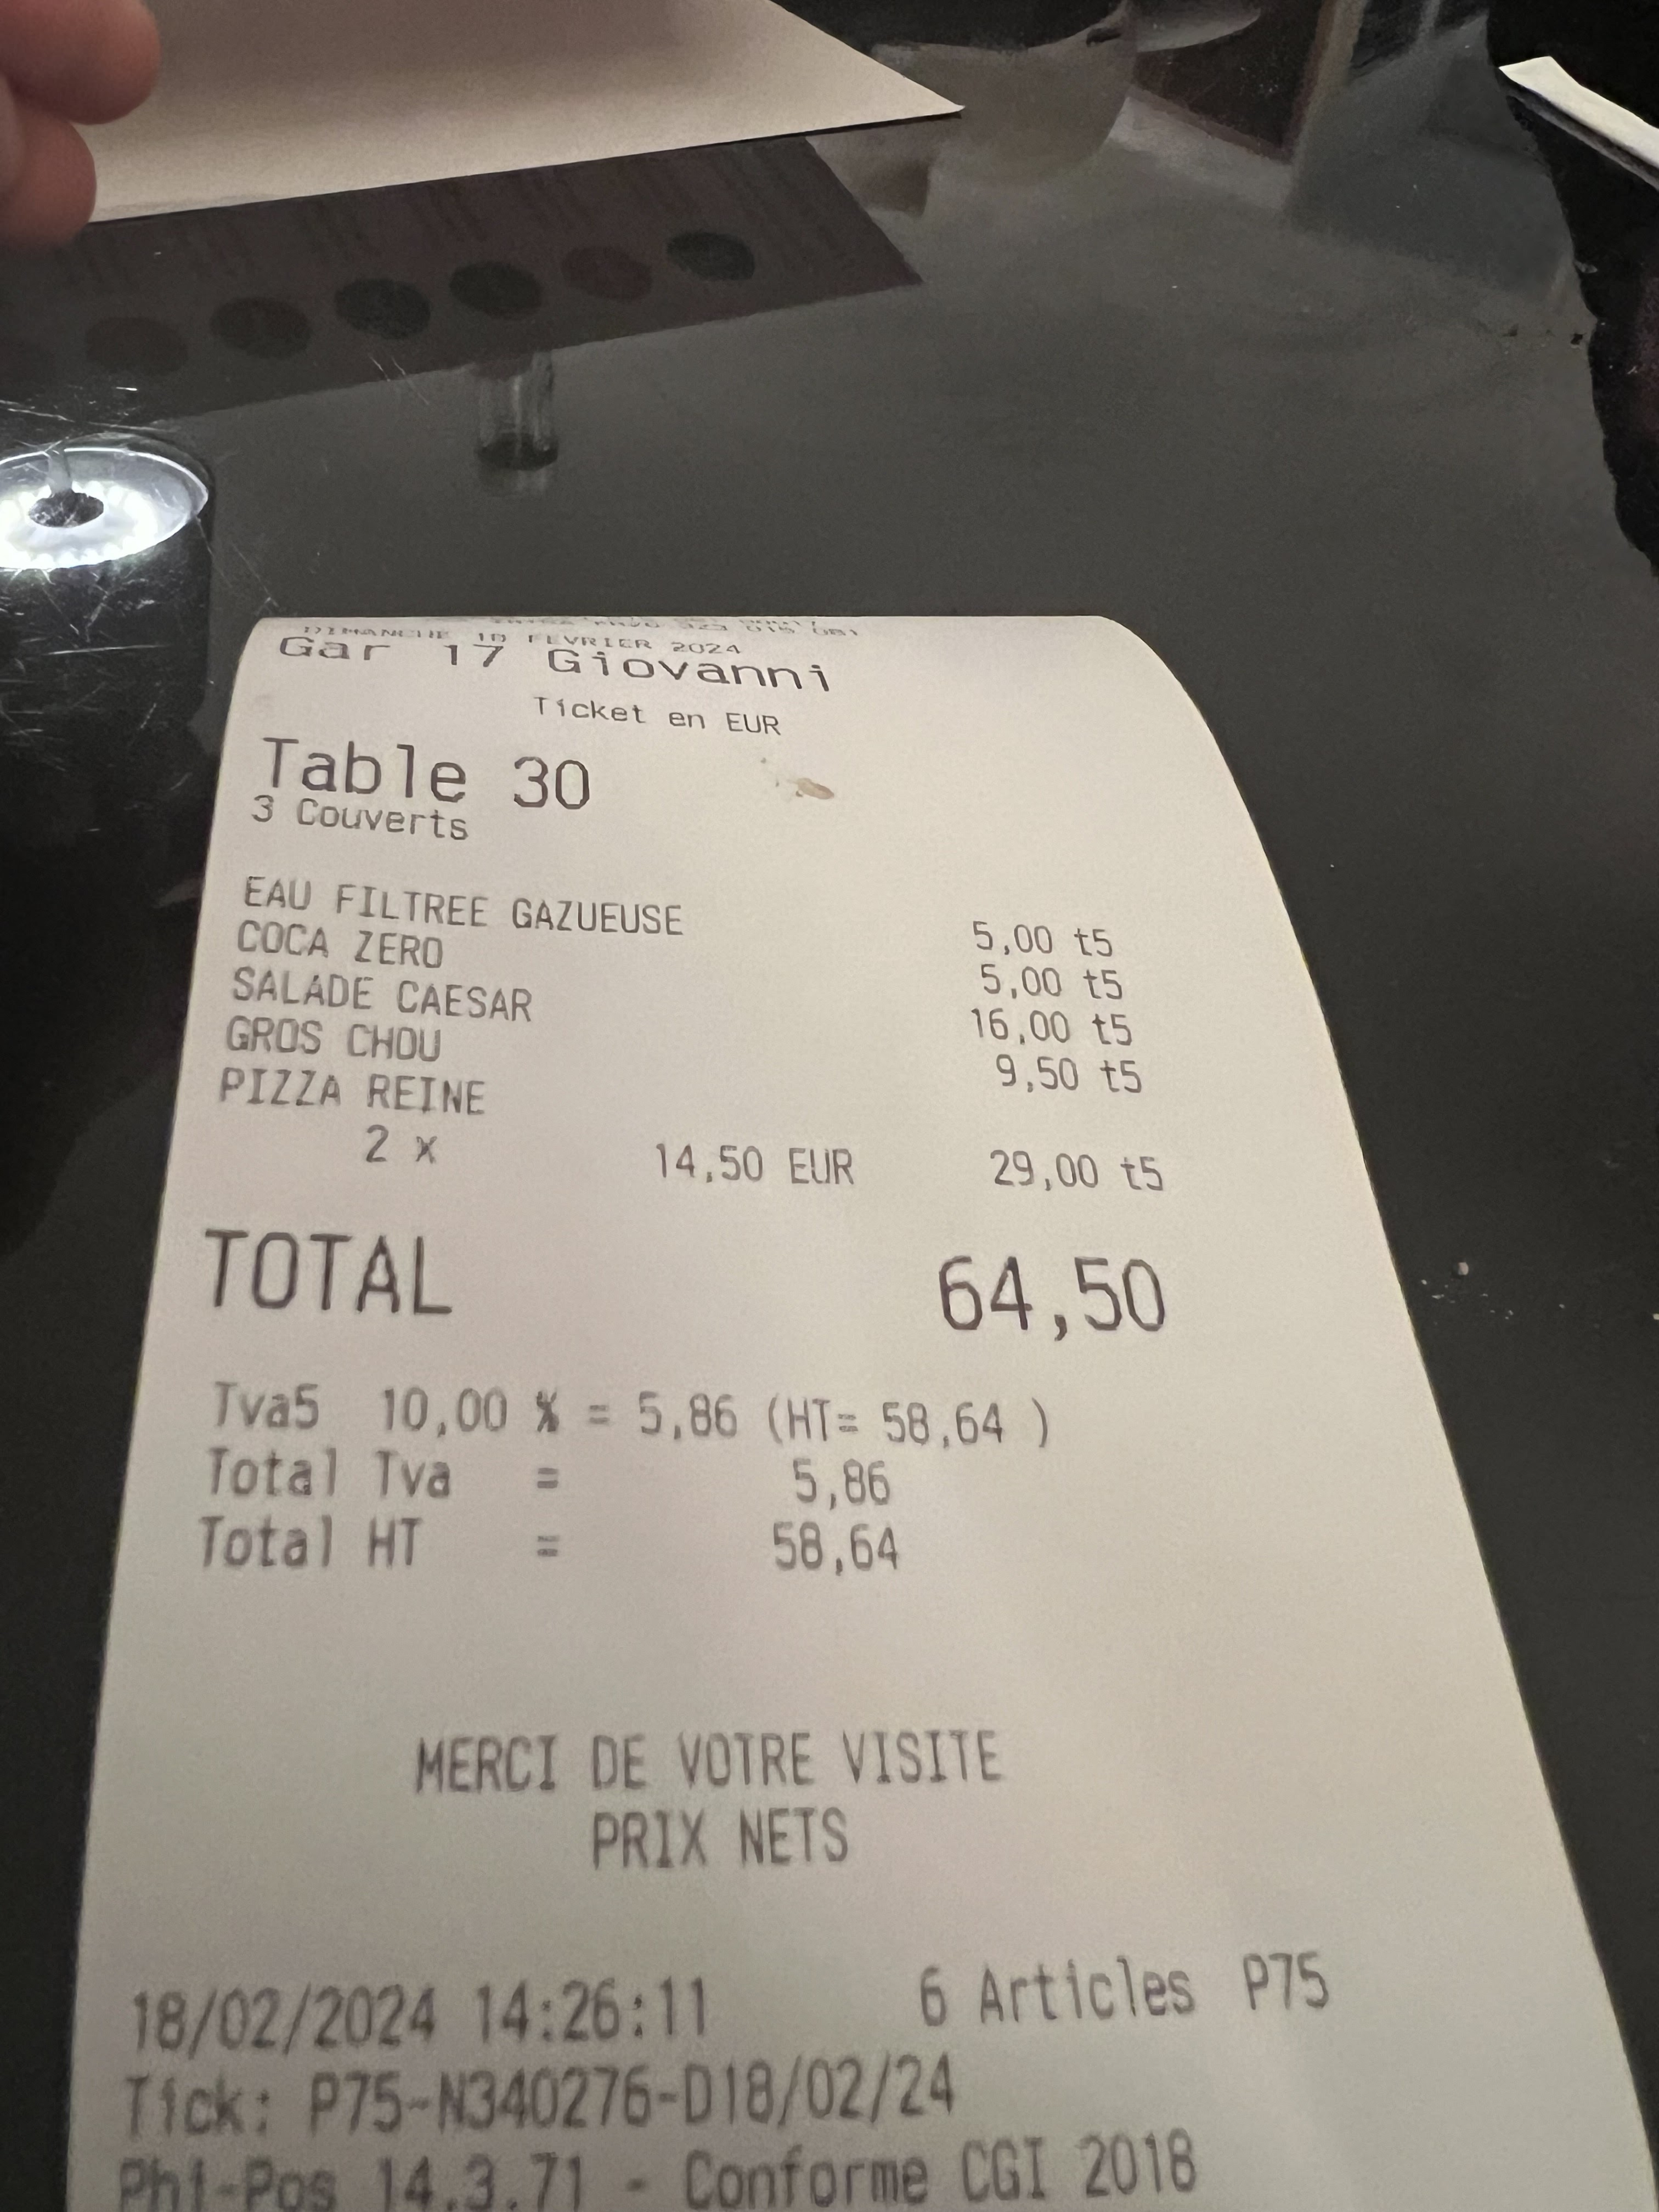 DIMANCHE 18 FEVRIER 2024
Gar 17 Giovanni
Ticket en EUR
Table 30
3 Couverts
EAU FILTREE GAZUEUSE 5,00 t5
COCA ZERO 5,00 t5
SALADE CAESAR 16,00 t5
GROS CHOU 9,50 t5
PIZZA REINE
2 x 14,50 EUR 29,00 t5
TOTAL 64,50
Tva5 10,00 % = 5,86 (HT= 58,64 )
Total Tva = 5,86
Total HT = 58,64
MERCI DE VOTRE VISITE
PRIX NETS
18/02/2024 14:26:11 6 Articles P75
Tick: P75-N340276-D18/02/24
Phi-Pos 14.3.71 - Conforme CGI 2018